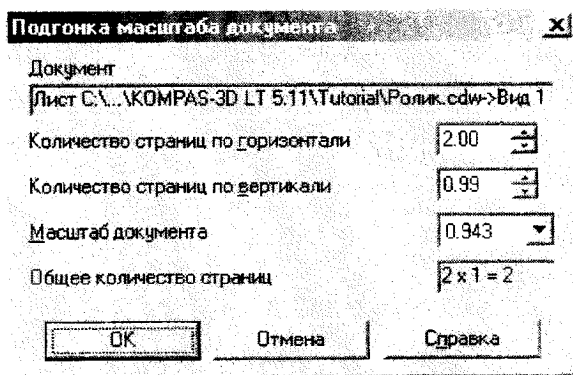 Подгонка масштаба документа
Документ
Лист C:\...\KOMPAS-3D LT 5.11\Tutorial\Ролик.cdw->Вид 1
Количество страниц по горизонтали 2.00
Количество страниц по вертикали 0.99
Масштаб документа 0.943
Общее количество страниц 2 x 1 = 2
OK Отмена Справка